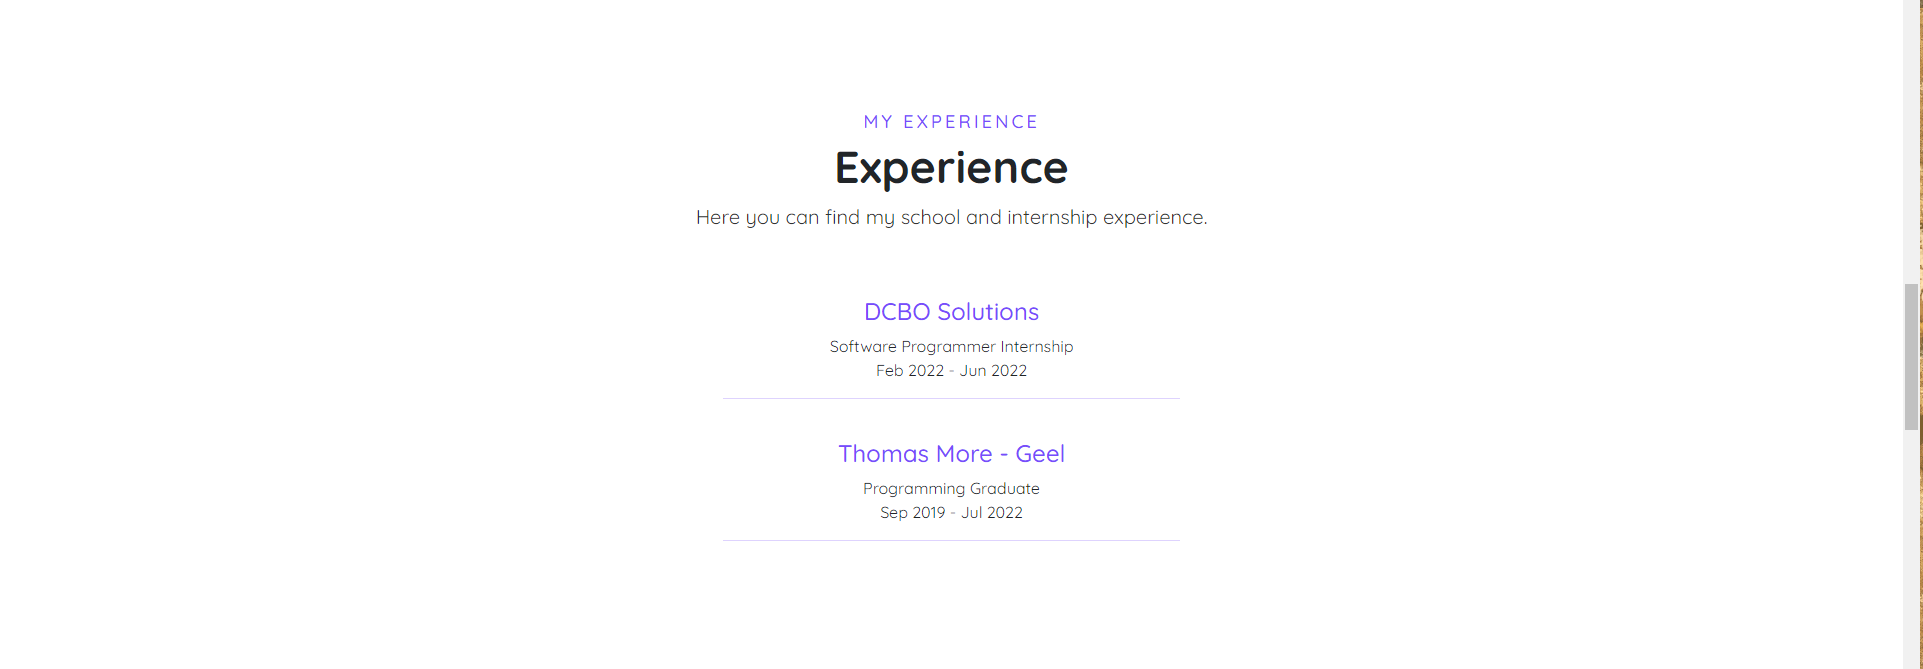 MY EXPERIENCE
Experience
Here you can find my school and internship experience.
DCBO Solutions
Software Programmer Internship
Feb 2022 - Jun 2022
Thomas More - Geel
Programming Graduate
Sep 2019 - Jul 2022